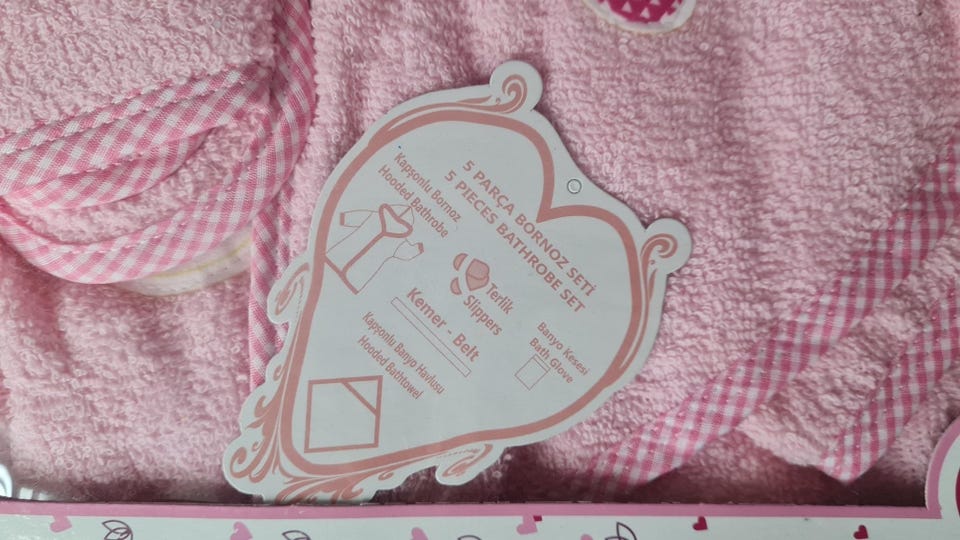 5 PARÇA BORNOZ SETİ
5 PIECES BATHROBE SET
Kapşonlu Bornoz
Hooded Bathrobe
Terlik
Slippers
Kemer - Belt
Banyo Kesesi
Bath Glove
Kapşonlu Banyo Havlusu
Hooded Bathtowel